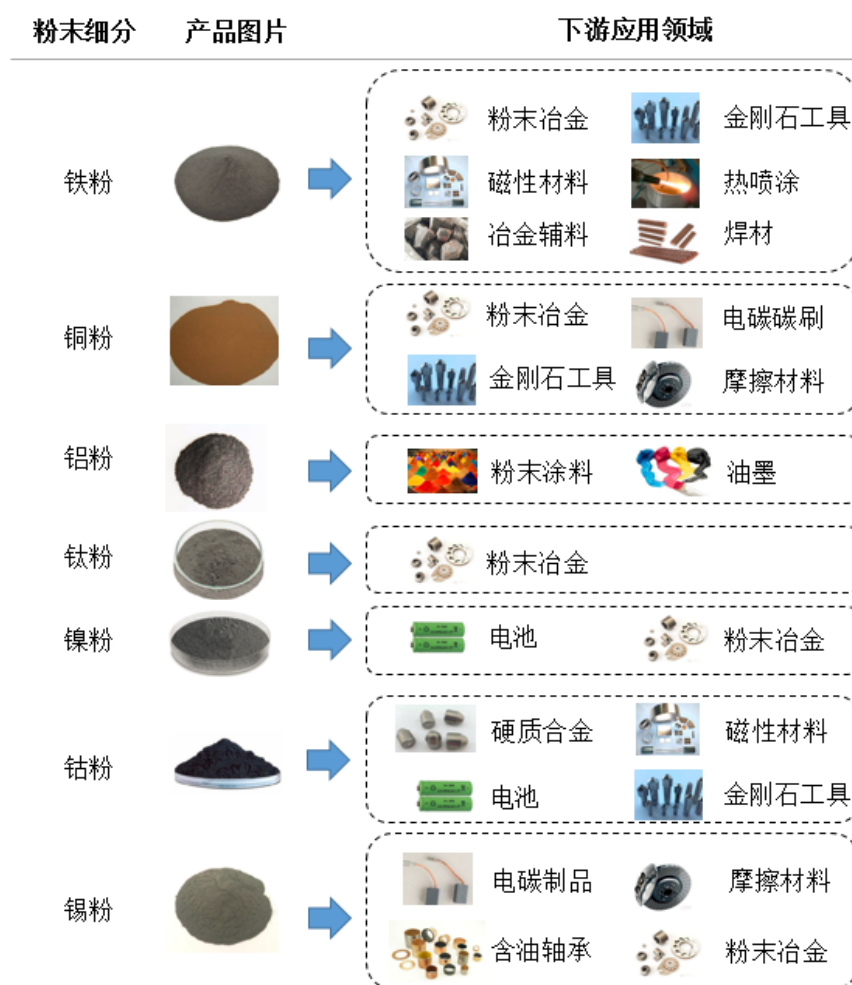 粉末细分 产品图片 下游应用领域
铁粉
粉末冶金 金刚石工具
磁性材料 热喷涂
冶金辅料 焊材
铜粉
粉末冶金 电碳碳刷
金刚石工具 摩擦材料
铝粉
粉末涂料 油墨
钛粉
粉末冶金
镍粉
电池 粉末冶金
钴粉
硬质合金 磁性材料
电池 金刚石工具
锡粉
电碳制品 摩擦材料
含油轴承 粉末冶金